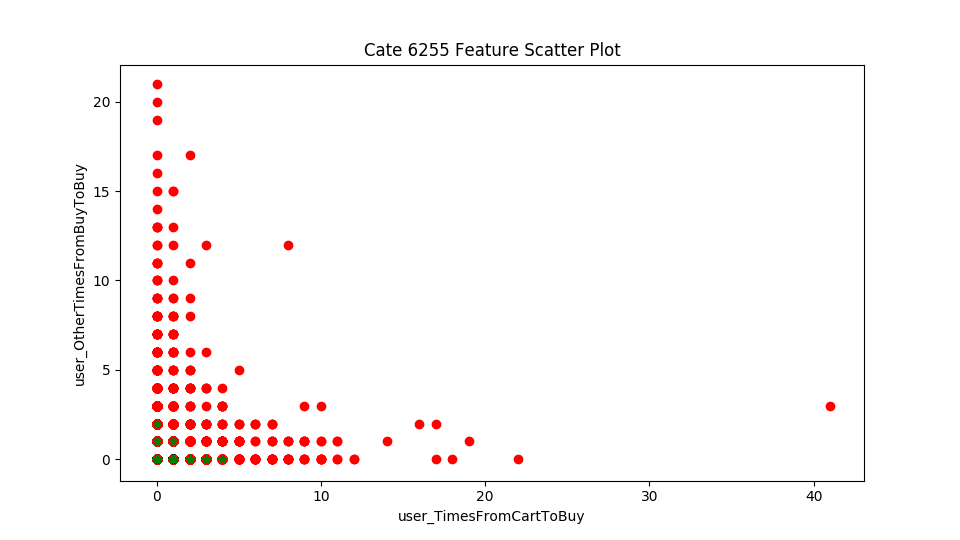 Cate 6255 Feature Scatter Plot
user_OtherTimesFromBuyToBuy
20
15
10
5
0
0 10 20 30 40
user_TimesFromCartToBuy